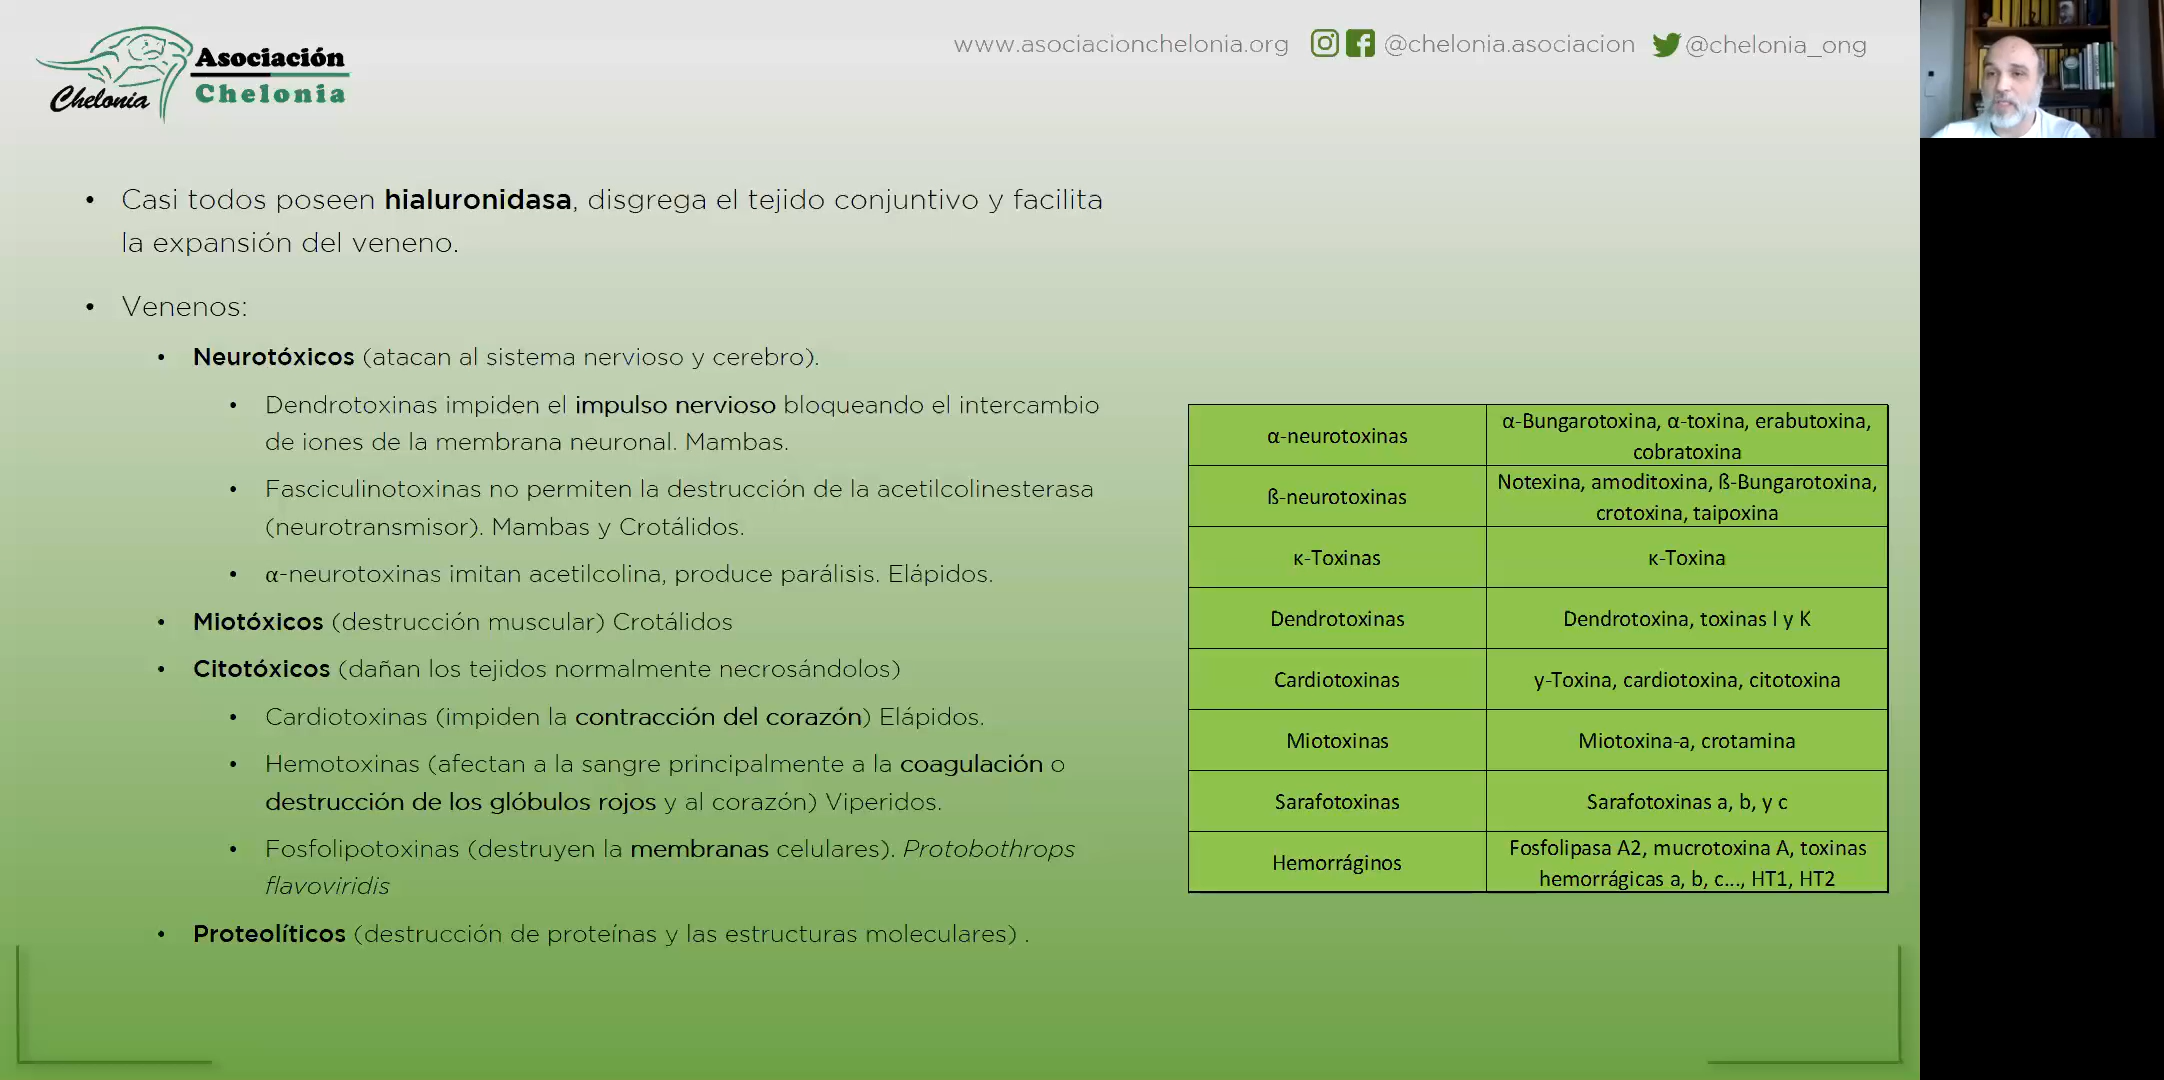 Asociación
Chelonia
Chelonia
www.asociacionchelonia.org @chelonia.asociacion @chelonia_ong
• Casi todos poseen hialuronidasa, disgrega el tejido conjuntivo y facilita
la expansión del veneno.
• Venenos:
• Neurotóxicos (atacan al sistema nervioso y cerebro).
• Dendrotoxinas impiden el impulso nervioso bloqueando el intercambio
de iones de la membrana neuronal. Mambas.
• Fasciculinotoxinas no permiten la destrucción de la acetilcolinesterasa
(neurotransmisor). Mambas y Crotálidos.
• α-neurotoxinas imitan acetilcolina, produce parálisis. Elápidos.
• Miotóxicos (destrucción muscular) Crotálidos
• Citotóxicos (dañan los tejidos normalmente necrosándolos)
• Cardiotoxinas (impiden la contracción del corazón) Elápidos.
• Hemotoxinas (afectan a la sangre principalmente a la coagulación o
destrucción de los glóbulos rojos y al corazón) Viperidos.
• Fosfolipotoxinas (destruyen la membranas celulares). Protobothrops
flavoviridis
• Proteolíticos (destrucción de proteínas y las estructuras moleculares) .
α-neurotoxinas
α-Bungarotoxina, α-toxina, erabutoxina,
cobratoxina
ß-neurotoxinas
Notexina, amoditoxina, ß-Bungarotoxina,
crotoxina, taipoxina
κ-Toxinas
κ-Toxina
Dendrotoxinas
Dendrotoxina, toxinas I y K
Cardiotoxinas
y-Toxina, cardiotoxina, citotoxina
Miotoxinas
Miotoxina-a, crotamina
Sarafotoxinas
Sarafotoxinas a, b, y c
Hemorráginos
Fosfolipasa A2, mucrotoxina A, toxinas
hemorrágicas a, b, c..., HT1, HT2